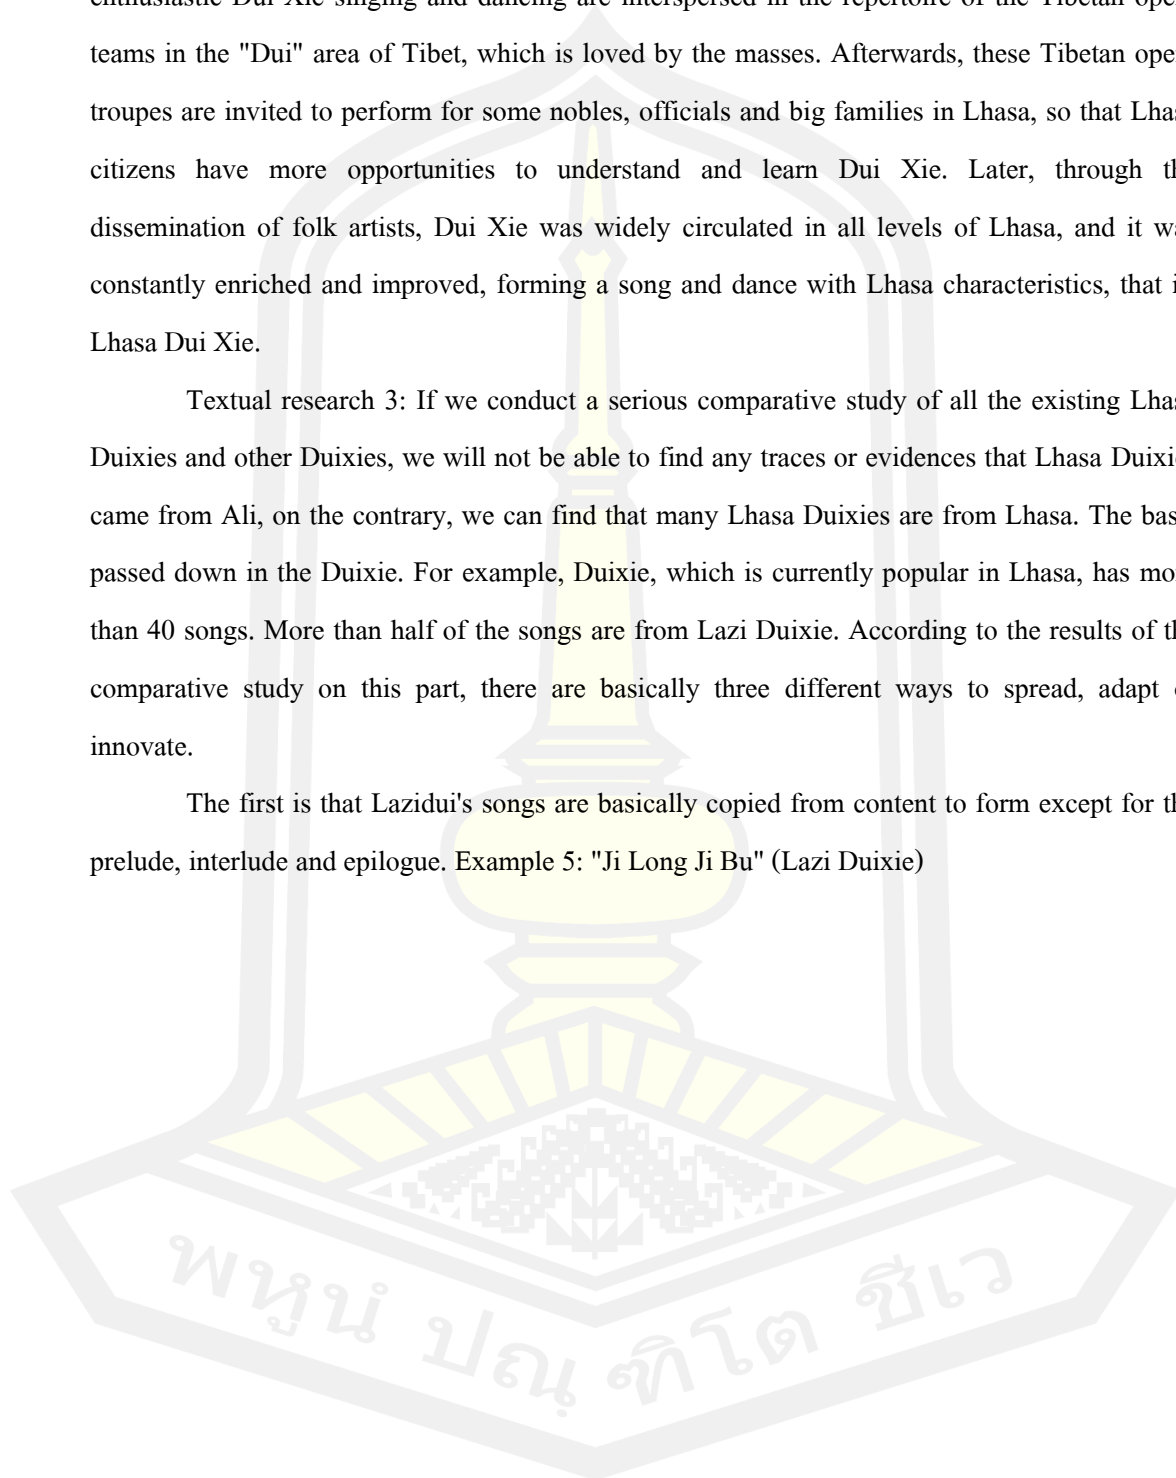 enthusiastic Dui Xie singing and dancing are interspersed in the repertoire of the Tibetan
teams in the "Dui" area of Tibet, which is loved by the masses. Afterwards, these Tibetan
troupes are invited to perform for some nobles, officials and big families in Lhasa, so that
citizens have more opportunities to understand and learn Dui Xie. Later, through
dissemination of folk artists, Dui Xie was widely circulated in all levels of Lhasa, and it
constantly enriched and improved, forming a song and dance with Lhasa characteristics, that
Lhasa Dui Xie.
Textual research 3: If we conduct a serious comparative study of all the existing
Duixies and other Duixies, we will not be able to find any traces or evidences that Lhasa
came from Ali, on the contrary, we can find that many Lhasa Duixies are from Lhasa. The
passed down in the Duixie. For example, Duixie, which is currently popular in Lhasa, has
than 40 songs. More than half of the songs are from Lazi Duixie. According to the results of
comparative study on this part, there are basically three different ways to spread, adapt
innovate.
The first is that Lazidui's songs are basically copied from content to form except for
prelude, interlude and epilogue. Example 5: "Ji Long Ji Bu" (Lazi Duixie)
พหูนํ ปณฺฑิโต ชีเว